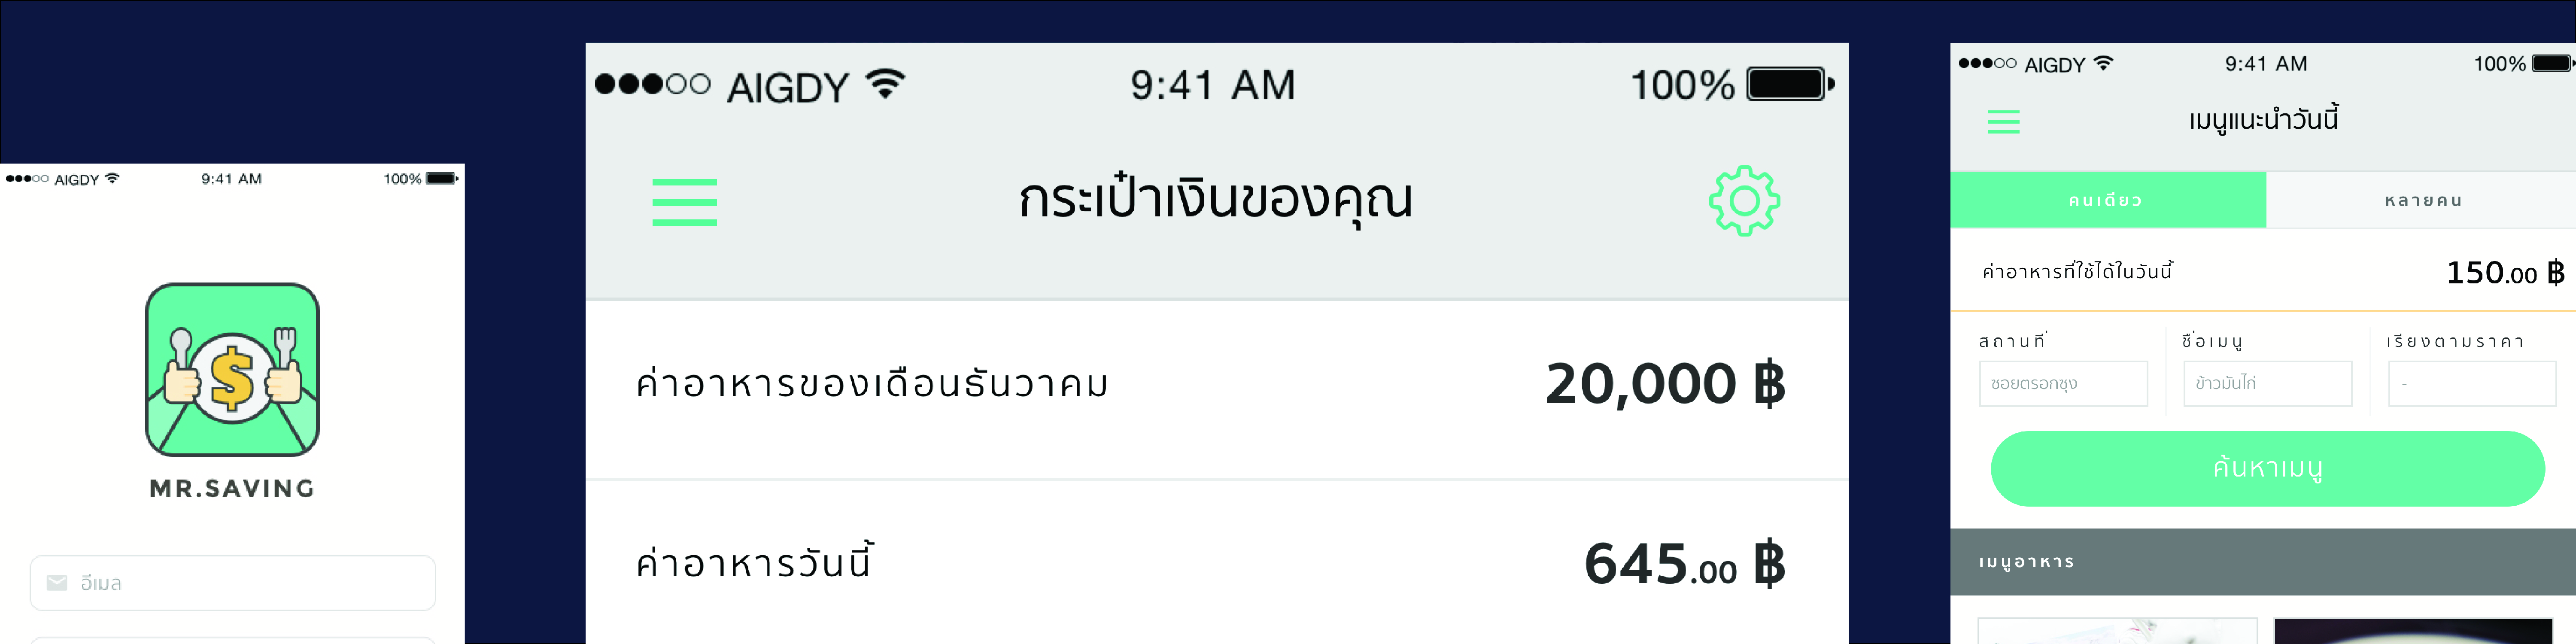 AIGDY 9:41 AM 100%
MR.SAVING
อีเมล
AIGDY 9:41 AM 100%
กระเป๋าเงินของคุณ
ค่าอาหารของเดือนธันวาคม 20,000 ฿
ค่าอาหารวันนี้ 645.00 ฿
AIGDY 9:41 AM 100%
เมนูแนะนำวันนี้
คนเดียว หลายคน
ค่าอาหารที่ใช้ได้ในวันนี้ 150.00 ฿
สถานที่ ชื่อเมนู เรียงตามราคา
ซอยตรอกซุง ข้าวมันไก่ -
ค้นหาเมนู
เมนูอาหาร